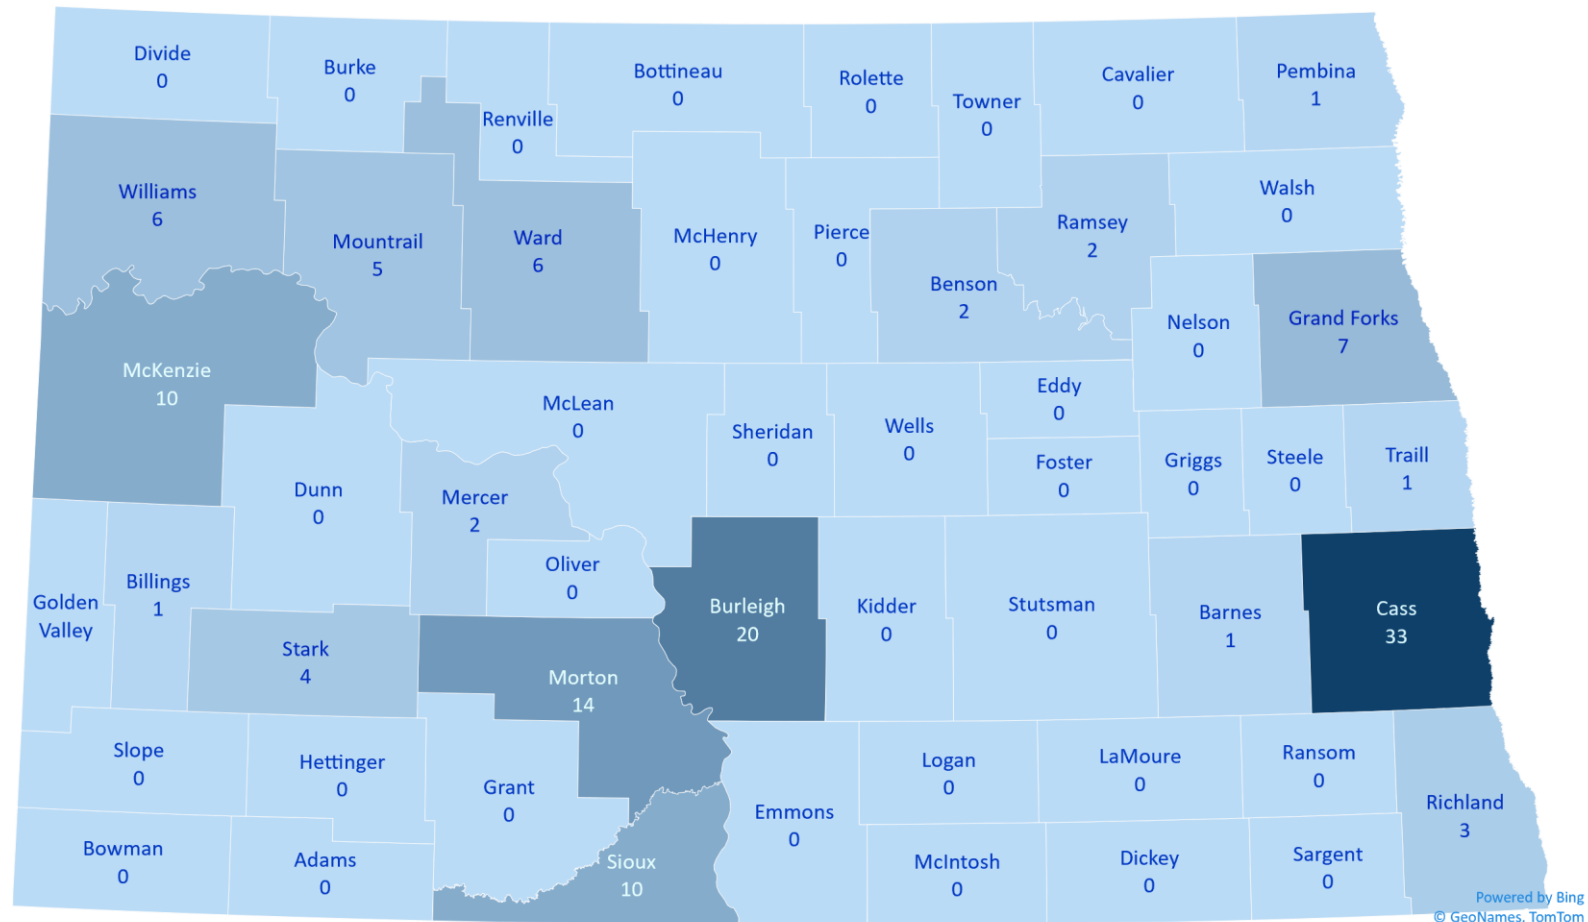 Divide
0
Burke
0
Renville
0
Bottineau
0
Rolette
0
Towner
0
Cavalier
0
Pembina
1
Williams
6
Mountrail
5
Ward
6
McHenry
0
Pierce
0
Benson
2
Ramsey
2
Walsh
0
Nelson
0
Grand Forks
7
McKenzie
10
McLean
0
Sheridan
0
Wells
0
Eddy
0
Foster
0
Griggs
0
Steele
0
Traill
1
Dunn
0
Mercer
2
Oliver
0
Golden
Valley
Billings
1
Stark
4
Morton
14
Burleigh
20
Kidder
0
Stutsman
0
Barnes
1
Cass
33
Slope
0
Hettinger
0
Grant
0
Emmons
0
Logan
0
LaMoure
0
Ransom
0
Richland
3
Bowman
0
Adams
0
Sioux
10
McIntosh
0
Dickey
0
Sargent
0
Powered by Bing
© GeoNames, TomTom